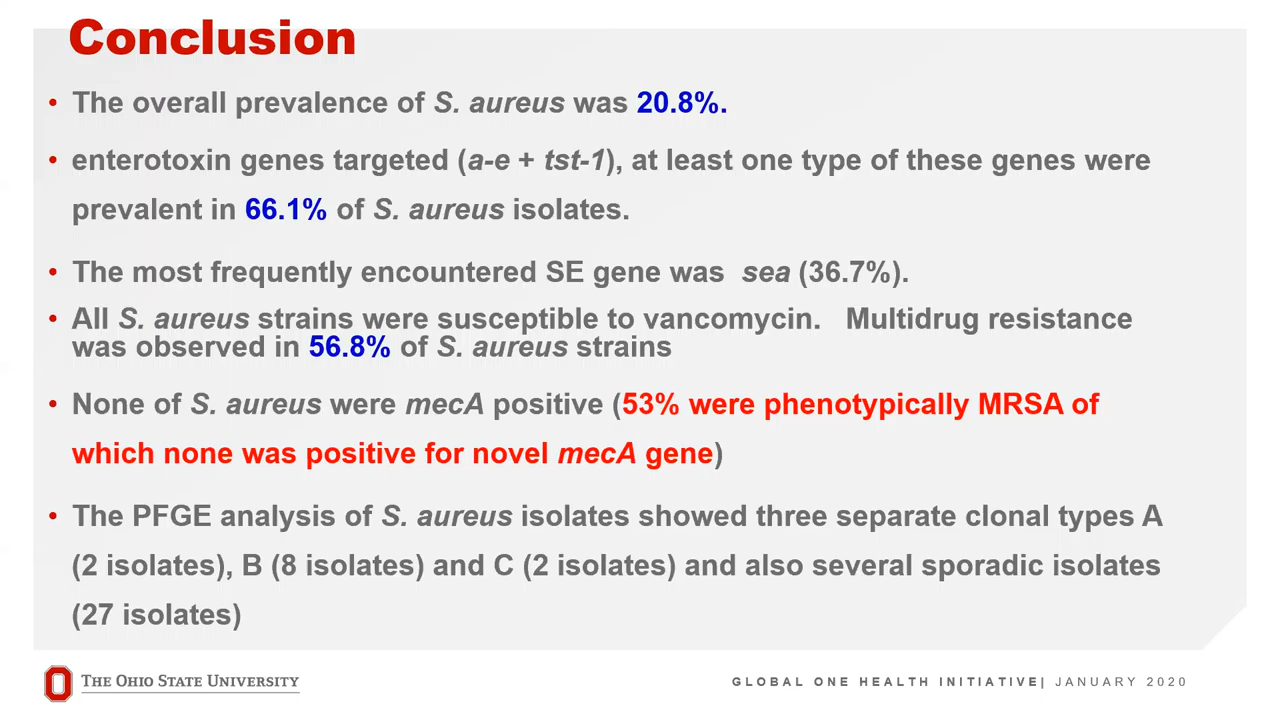 Conclusion
• The overall prevalence of S. aureus was 20.8%.
• enterotoxin genes targeted (a-e + tst-1), at least one type of these genes were
prevalent in 66.1% of S. aureus isolates.
• The most frequently encountered SE gene was sea (36.7%).
• All S. aureus strains were susceptible to vancomycin. Multidrug resistance
was observed in 56.8% of S. aureus strains
• None of S. aureus were mecA positive (53% were phenotypically MRSA of
which none was positive for novel mecA gene)
• The PFGE analysis of S. aureus isolates showed three separate clonal types A
(2 isolates), B (8 isolates) and C (2 isolates) and also several sporadic isolates
(27 isolates)
THE OHIO STATE UNIVERSITY
GLOBAL ONE HEALTH INITIATIVE| JANUARY 2020